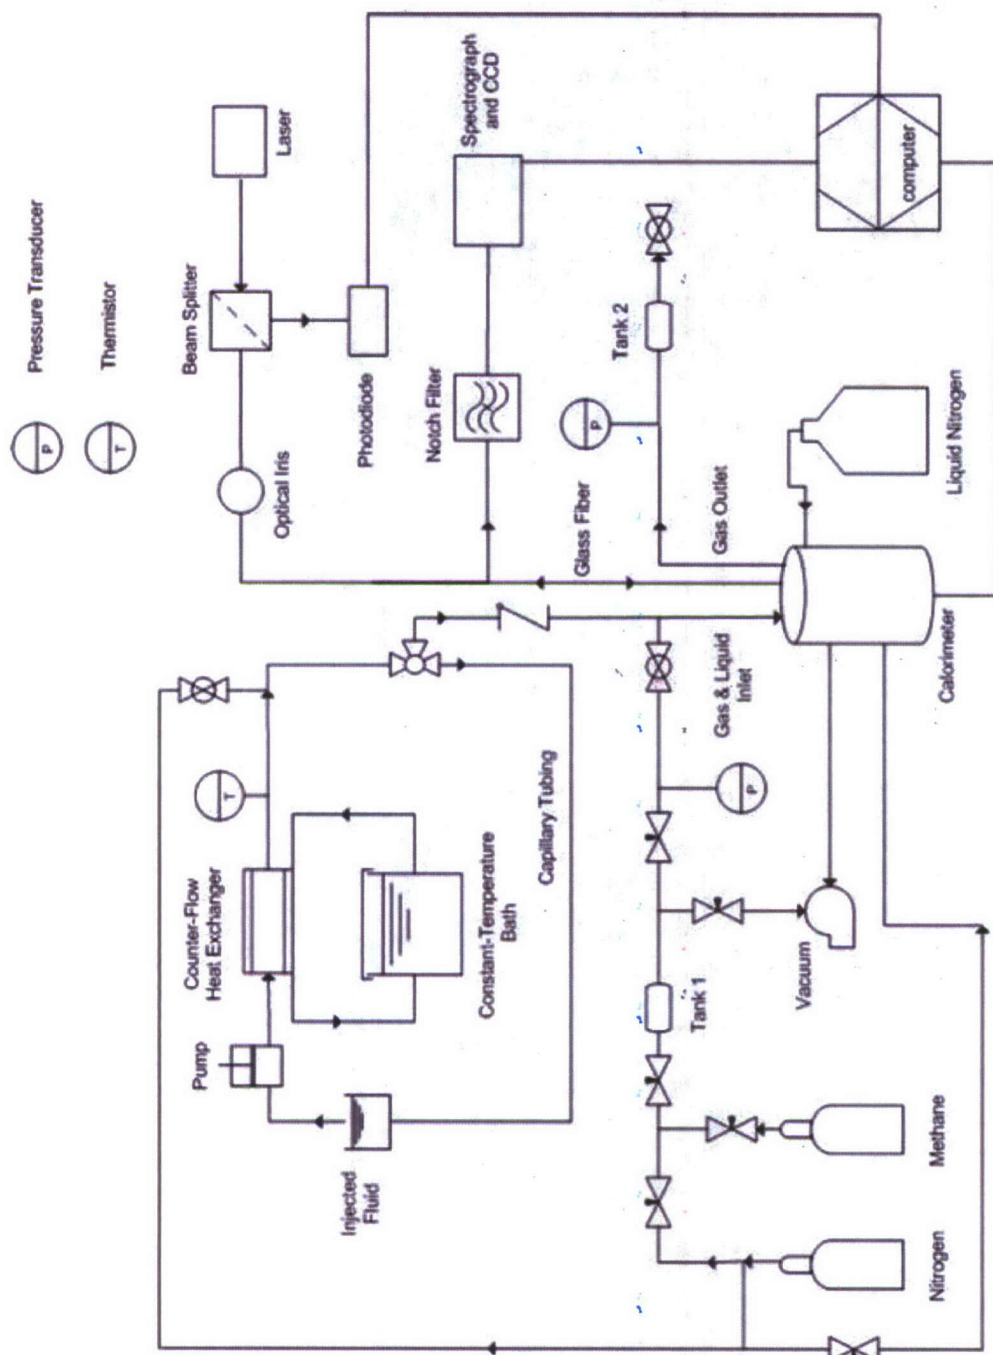 P
Pressure Transducer
T
Thermistor
Laser
Beam Splitter
Optical Iris
Photodiode
Spectrograph
and CCD
Notch Filter
computer
Tank 2
P
Glass Fiber
Gas Outlet
Liquid Nitrogen
T
Counter-Flow
Heat Exchanger
Pump
Constant-Temperature
Bath
Injected
Fluid
Capillary Tubing
Gas & Liquid
Inlet
P
Calorimeter
Tank 1
Vacuum
Methane
Nitrogen